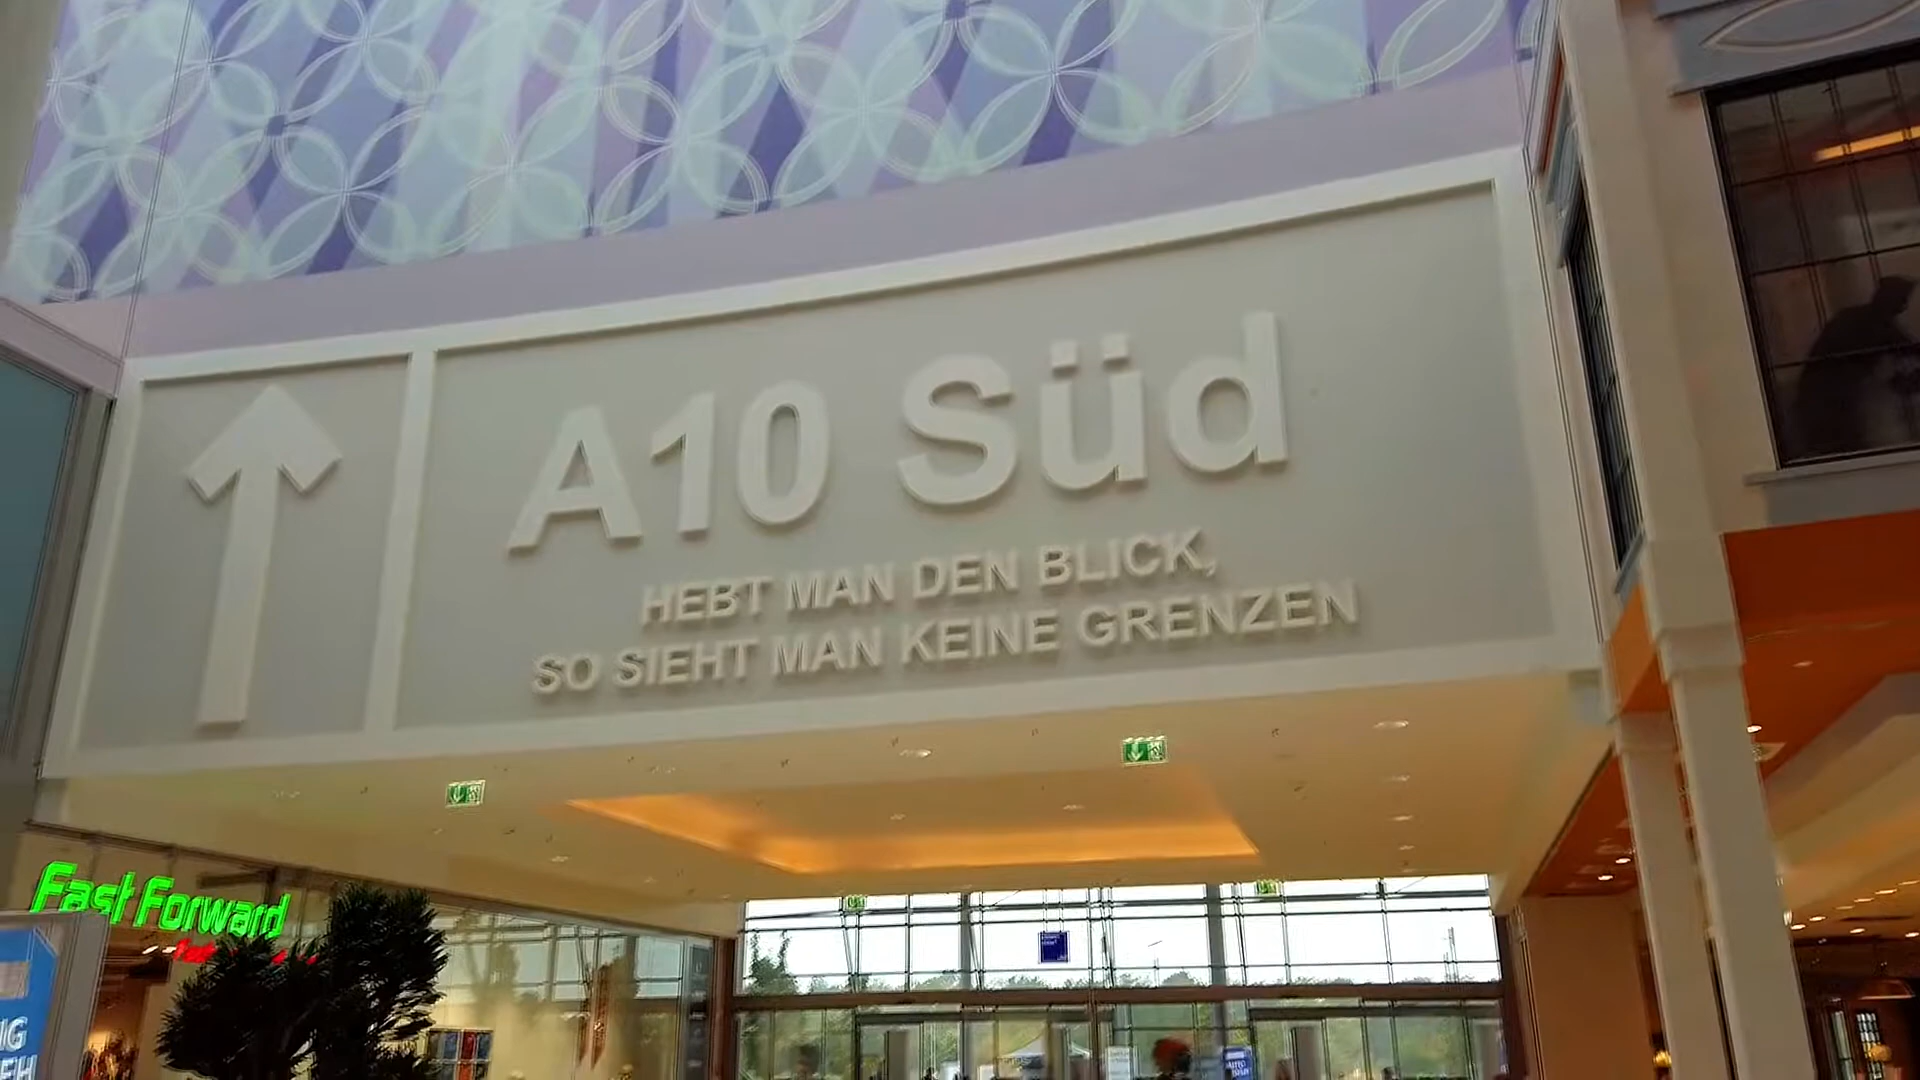 A10 Süd
HEBT MAN DEN BLICK,
SO SIEHT MAN KEINE GRENZEN
Fast Forward